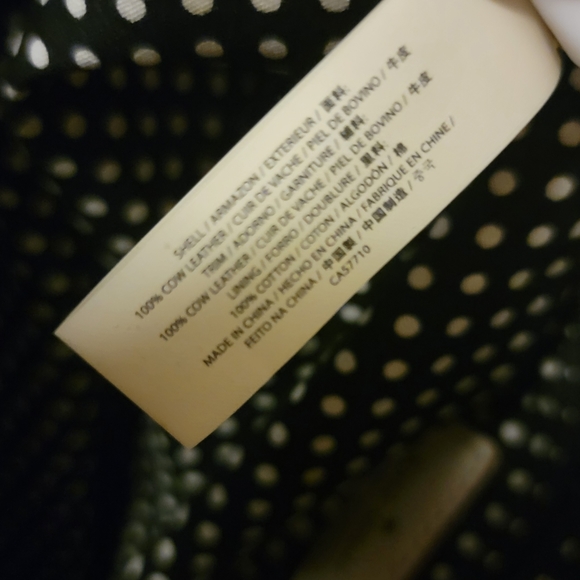 SHELL / ARMAZON / EXTERIEUR / 面料:
100% COW LEATHER / CUIR DE VACHE / PIEL DE BOVINO / 牛皮
TRIM / ADORNO / GARNITURE / 辅料:
100% COW LEATHER / CUIR DE VACHE / PIEL DE BOVINO / 牛皮
LINING / FORRO / DOUBLURE / 里料:
100% COTTON / COTON / ALGODÓN / 棉
MADE IN CHINA / HECHO EN CHINA / FABRIQUE EN CHINE /
FEITO NA CHINA / 中国製 / 中国制造 / 중국
CA57710